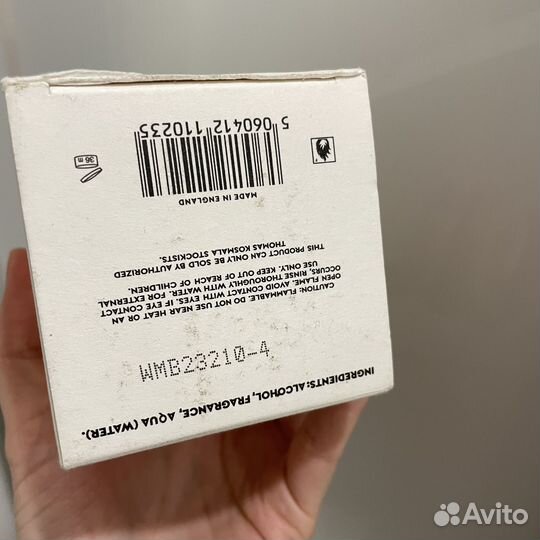 INGREDIENTS: ALCOHOL, FRAGRANCE, AQUA (WATER).
WMB23210-4
CAUTION: FLAMMABLE. DO NOT USE NEAR HEAT OR AN
OPEN FLAME. AVOID CONTACT WITH EYES. IF EYE CONTACT
OCCURS, RINSE THOROUGHLY WITH WATER. FOR EXTERNAL
USE ONLY. KEEP OUT OF REACH OF CHILDREN.
THIS PRODUCT CAN ONLY BE SOLD BY AUTHORIZED
THOMAS KOSMALA STOCKISTS.
MADE IN ENGLAND
5 060412 110235
36 m
Avito